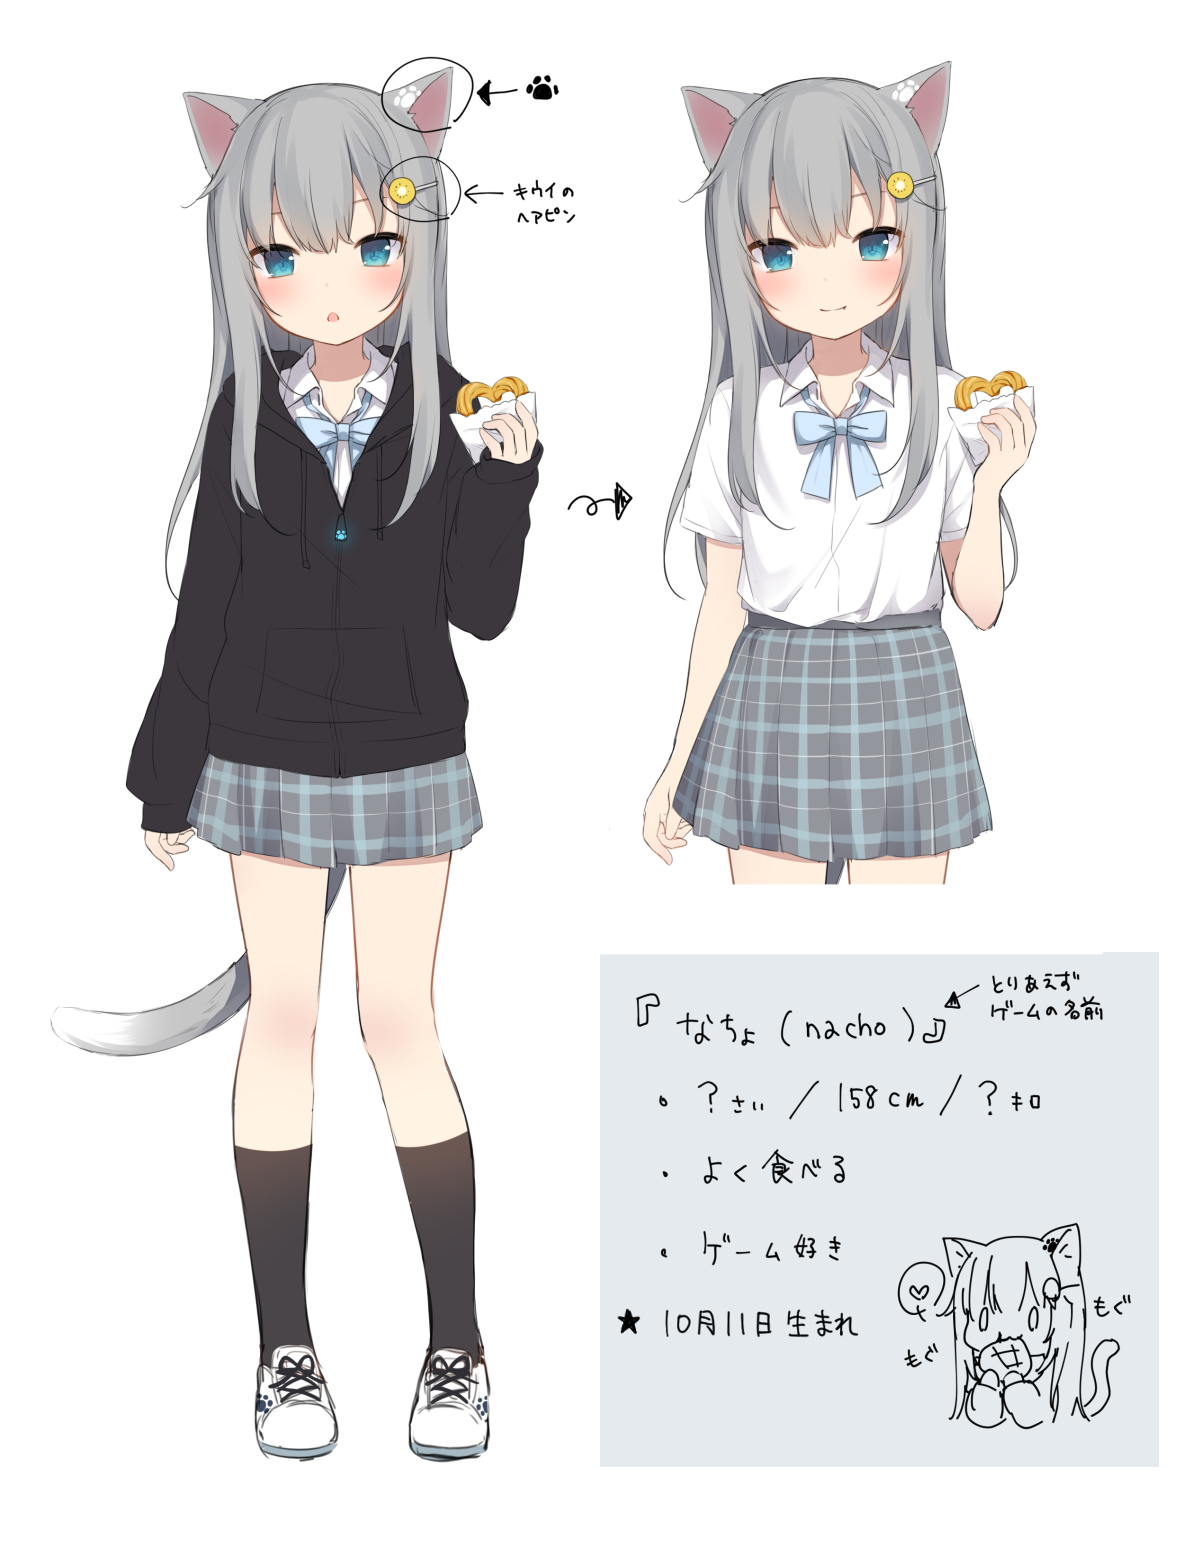 キウイの
ヘアピン
とりあえず
ゲームの名前
『なちょ(nacho)』
・?さい/158cm/?キロ
・よく食べる
・ゲーム好き
★10月11日生まれ
もぐ
もぐ